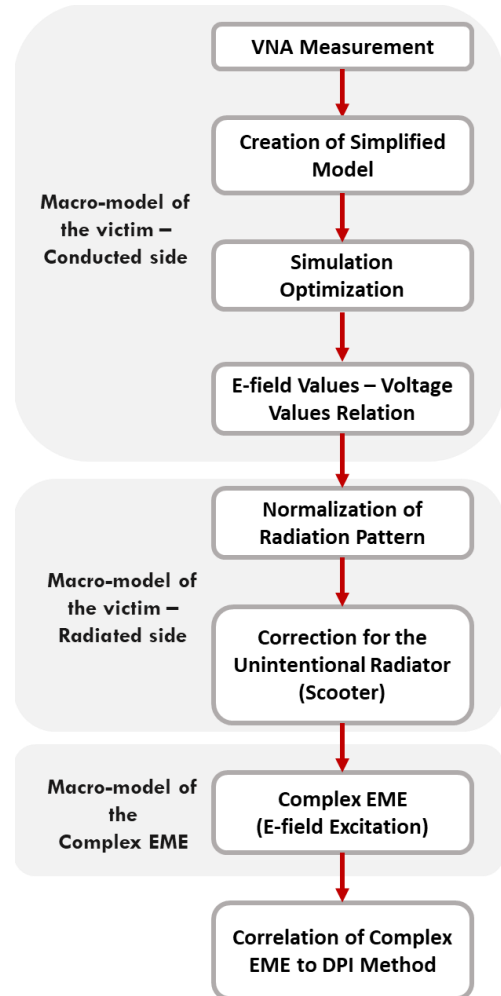 VNA Measurement
Creation of Simplified
Model
Macro-model of
the victim –
Conducted side
Simulation
Optimization
E-field Values – Voltage
Values Relation
Normalization of
Radiation Pattern
Macro-model of
the victim –
Radiated side
Correction for the
Unintentional Radiator
(Scooter)
Macro-model of
the
Complex EME
Complex EME
(E-field Excitation)
Correlation of Complex
EME to DPI Method